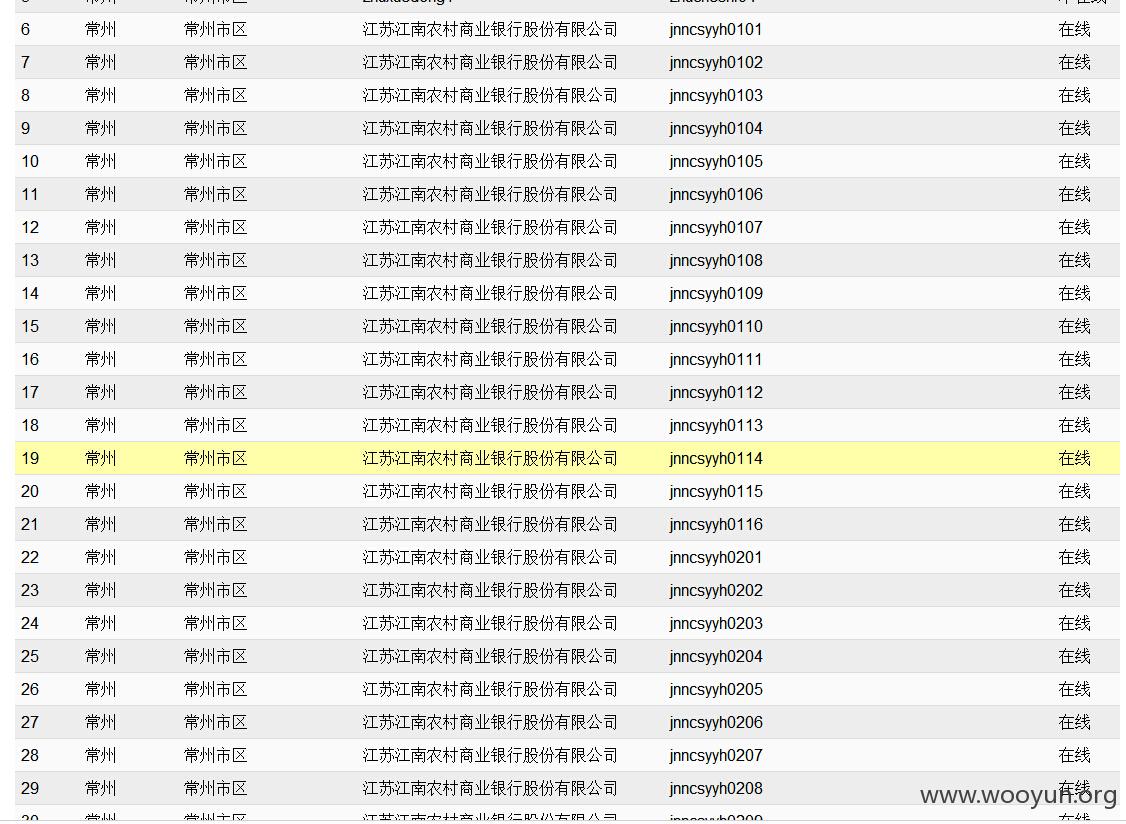 6 常州 常州市区 江苏江南农村商业银行股份有限公司 jnncsyyh0101 在线
7 常州 常州市区 江苏江南农村商业银行股份有限公司 jnncsyyh0102 在线
8 常州 常州市区 江苏江南农村商业银行股份有限公司 jnncsyyh0103 在线
9 常州 常州市区 江苏江南农村商业银行股份有限公司 jnncsyyh0104 在线
10 常州 常州市区 江苏江南农村商业银行股份有限公司 jnncsyyh0105 在线
11 常州 常州市区 江苏江南农村商业银行股份有限公司 jnncsyyh0106 在线
12 常州 常州市区 江苏江南农村商业银行股份有限公司 jnncsyyh0107 在线
13 常州 常州市区 江苏江南农村商业银行股份有限公司 jnncsyyh0108 在线
14 常州 常州市区 江苏江南农村商业银行股份有限公司 jnncsyyh0109 在线
15 常州 常州市区 江苏江南农村商业银行股份有限公司 jnncsyyh0110 在线
16 常州 常州市区 江苏江南农村商业银行股份有限公司 jnncsyyh0111 在线
17 常州 常州市区 江苏江南农村商业银行股份有限公司 jnncsyyh0112 在线
18 常州 常州市区 江苏江南农村商业银行股份有限公司 jnncsyyh0113 在线
19 常州 常州市区 江苏江南农村商业银行股份有限公司 jnncsyyh0114 在线
20 常州 常州市区 江苏江南农村商业银行股份有限公司 jnncsyyh0115 在线
21 常州 常州市区 江苏江南农村商业银行股份有限公司 jnncsyyh0116 在线
22 常州 常州市区 江苏江南农村商业银行股份有限公司 jnncsyyh0201 在线
23 常州 常州市区 江苏江南农村商业银行股份有限公司 jnncsyyh0202 在线
24 常州 常州市区 江苏江南农村商业银行股份有限公司 jnncsyyh0203 在线
25 常州 常州市区 江苏江南农村商业银行股份有限公司 jnncsyyh0204 在线
26 常州 常州市区 江苏江南农村商业银行股份有限公司 jnncsyyh0205 在线
27 常州 常州市区 江苏江南农村商业银行股份有限公司 jnncsyyh0206 在线
28 常州 常州市区 江苏江南农村商业银行股份有限公司 jnncsyyh0207 在线
29 常州 常州市区 江苏江南农村商业银行股份有限公司 jnncsyyh0208 在线
www.wooyun.org